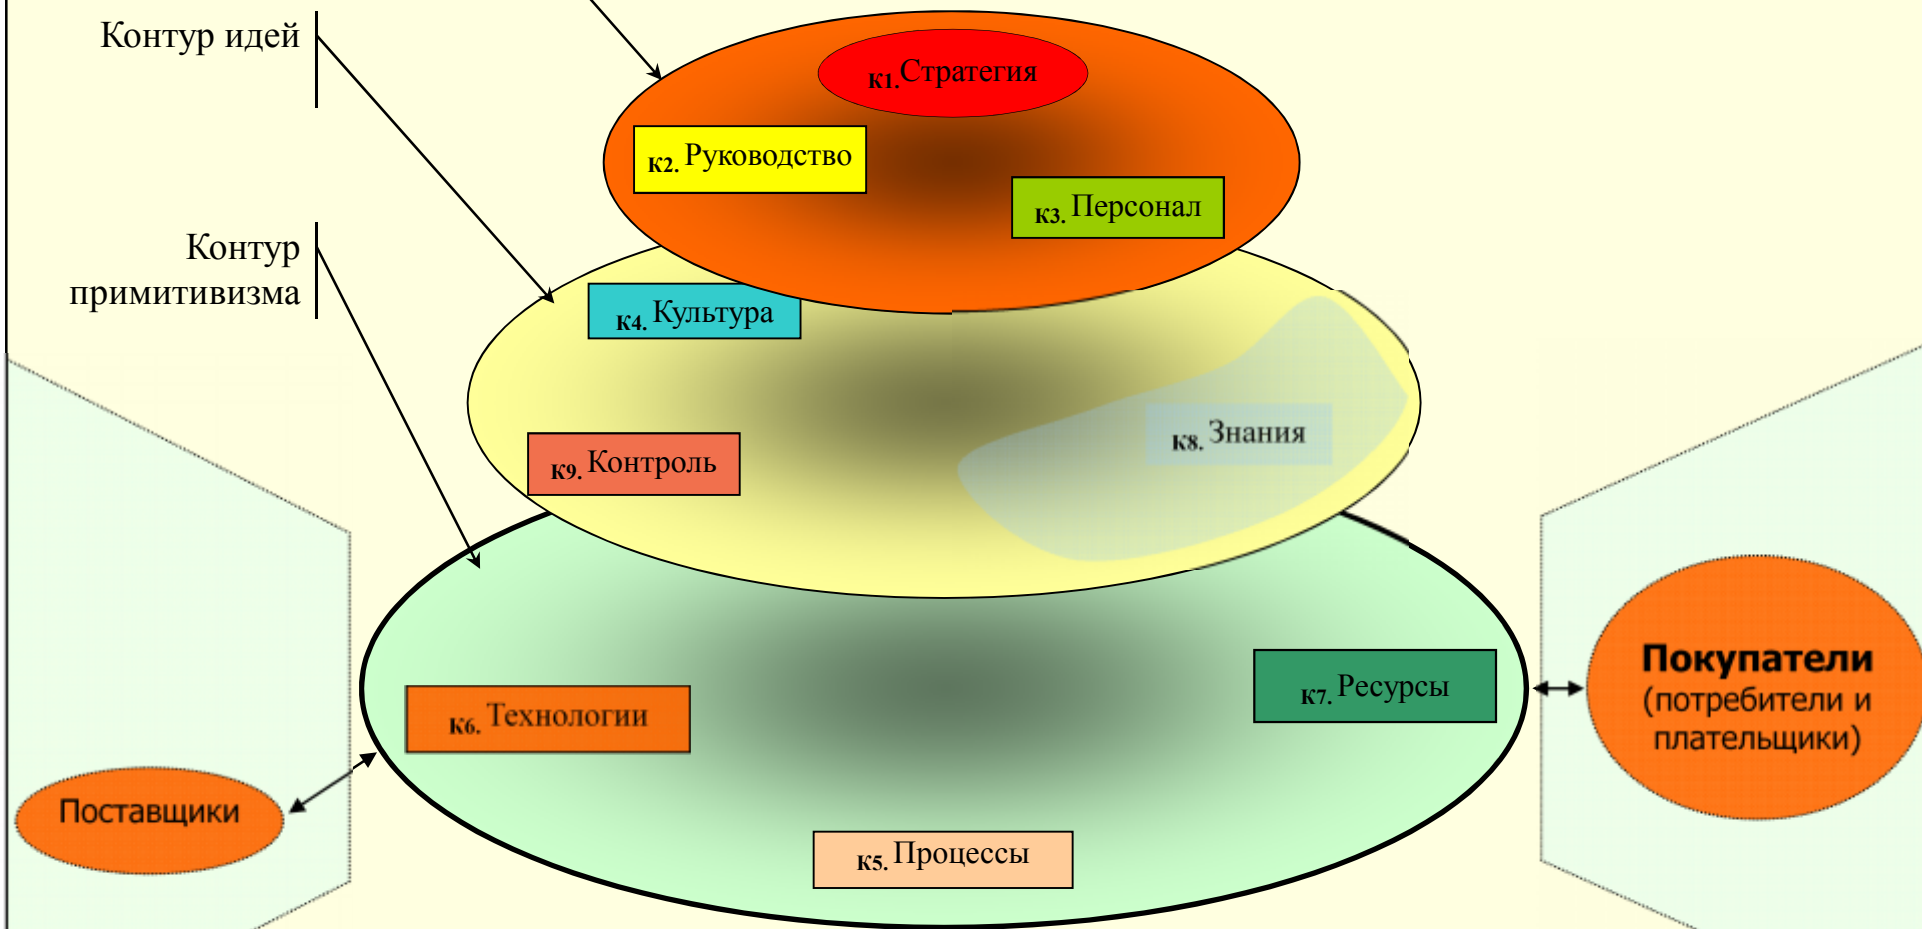 Контур идей
К1. Стратегия
К2. Руководство
К3. Персонал
Контур
примитивизма
К4. Культура
К9. Контроль
К8. Знания
К6. Технологии
К7. Ресурсы
К5. Процессы
Поставщики
Покупатели
(потребители и
плательщики)